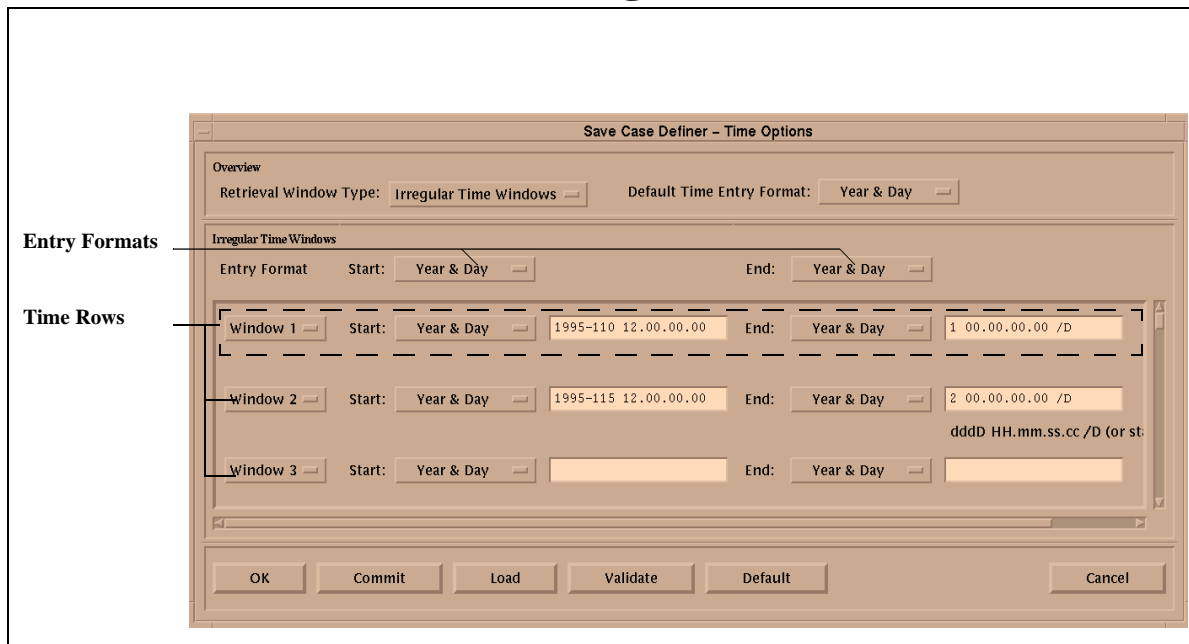 Save Case Definer – Time Options
Overview
Retrieval Window Type: Irregular Time Windows Default Time Entry Format: Year & Day
Entry Formats
Irregular Time Windows
Entry Format Start: Year & Day End: Year & Day
Time Rows
Window 1 Start: Year & Day 1995-110 12.00.00.00 End: Year & Day 1 00.00.00.00 /D
Window 2 Start: Year & Day 1995-115 12.00.00.00 End: Year & Day 2 00.00.00.00 /D
dddD HH.mm.ss.cc /D (or st
Window 3 Start: Year & Day End: Year & Day
OK Commit Load Validate Default Cancel